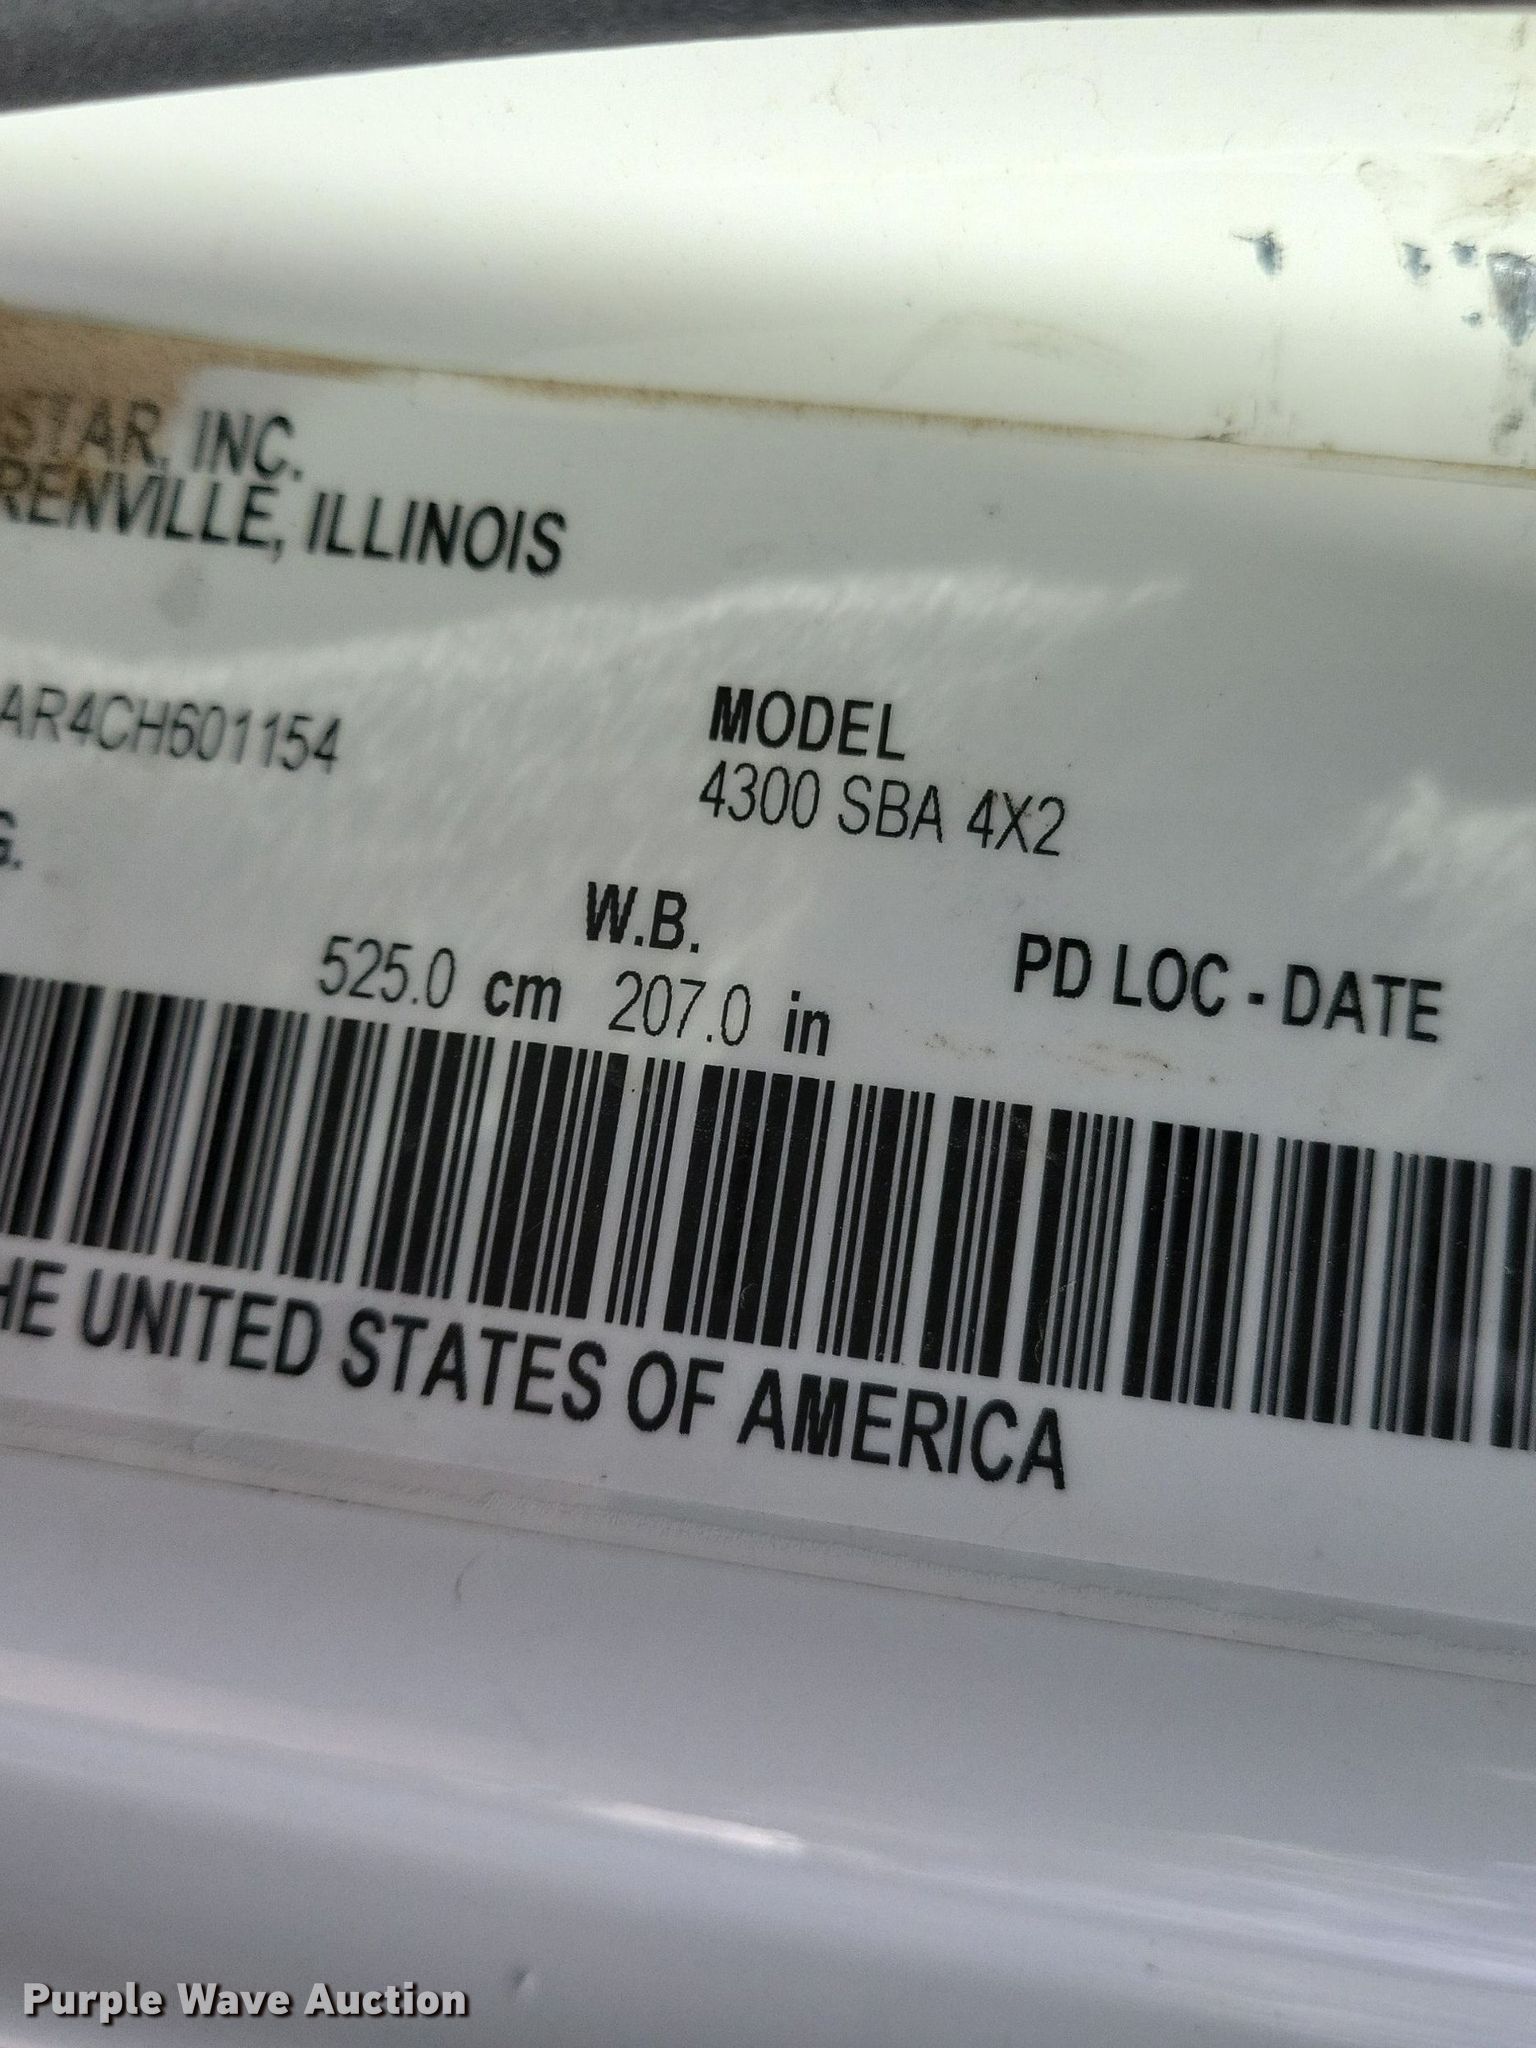 STAR, INC.
RENVILLE, ILLINOIS
AR4CH601154
MODEL
4300 SBA 4X2
G.
W.B.
525.0 cm 207.0 in
PD LOC - DATE
HE UNITED STATES OF AMERICA
Purple Wave Auction